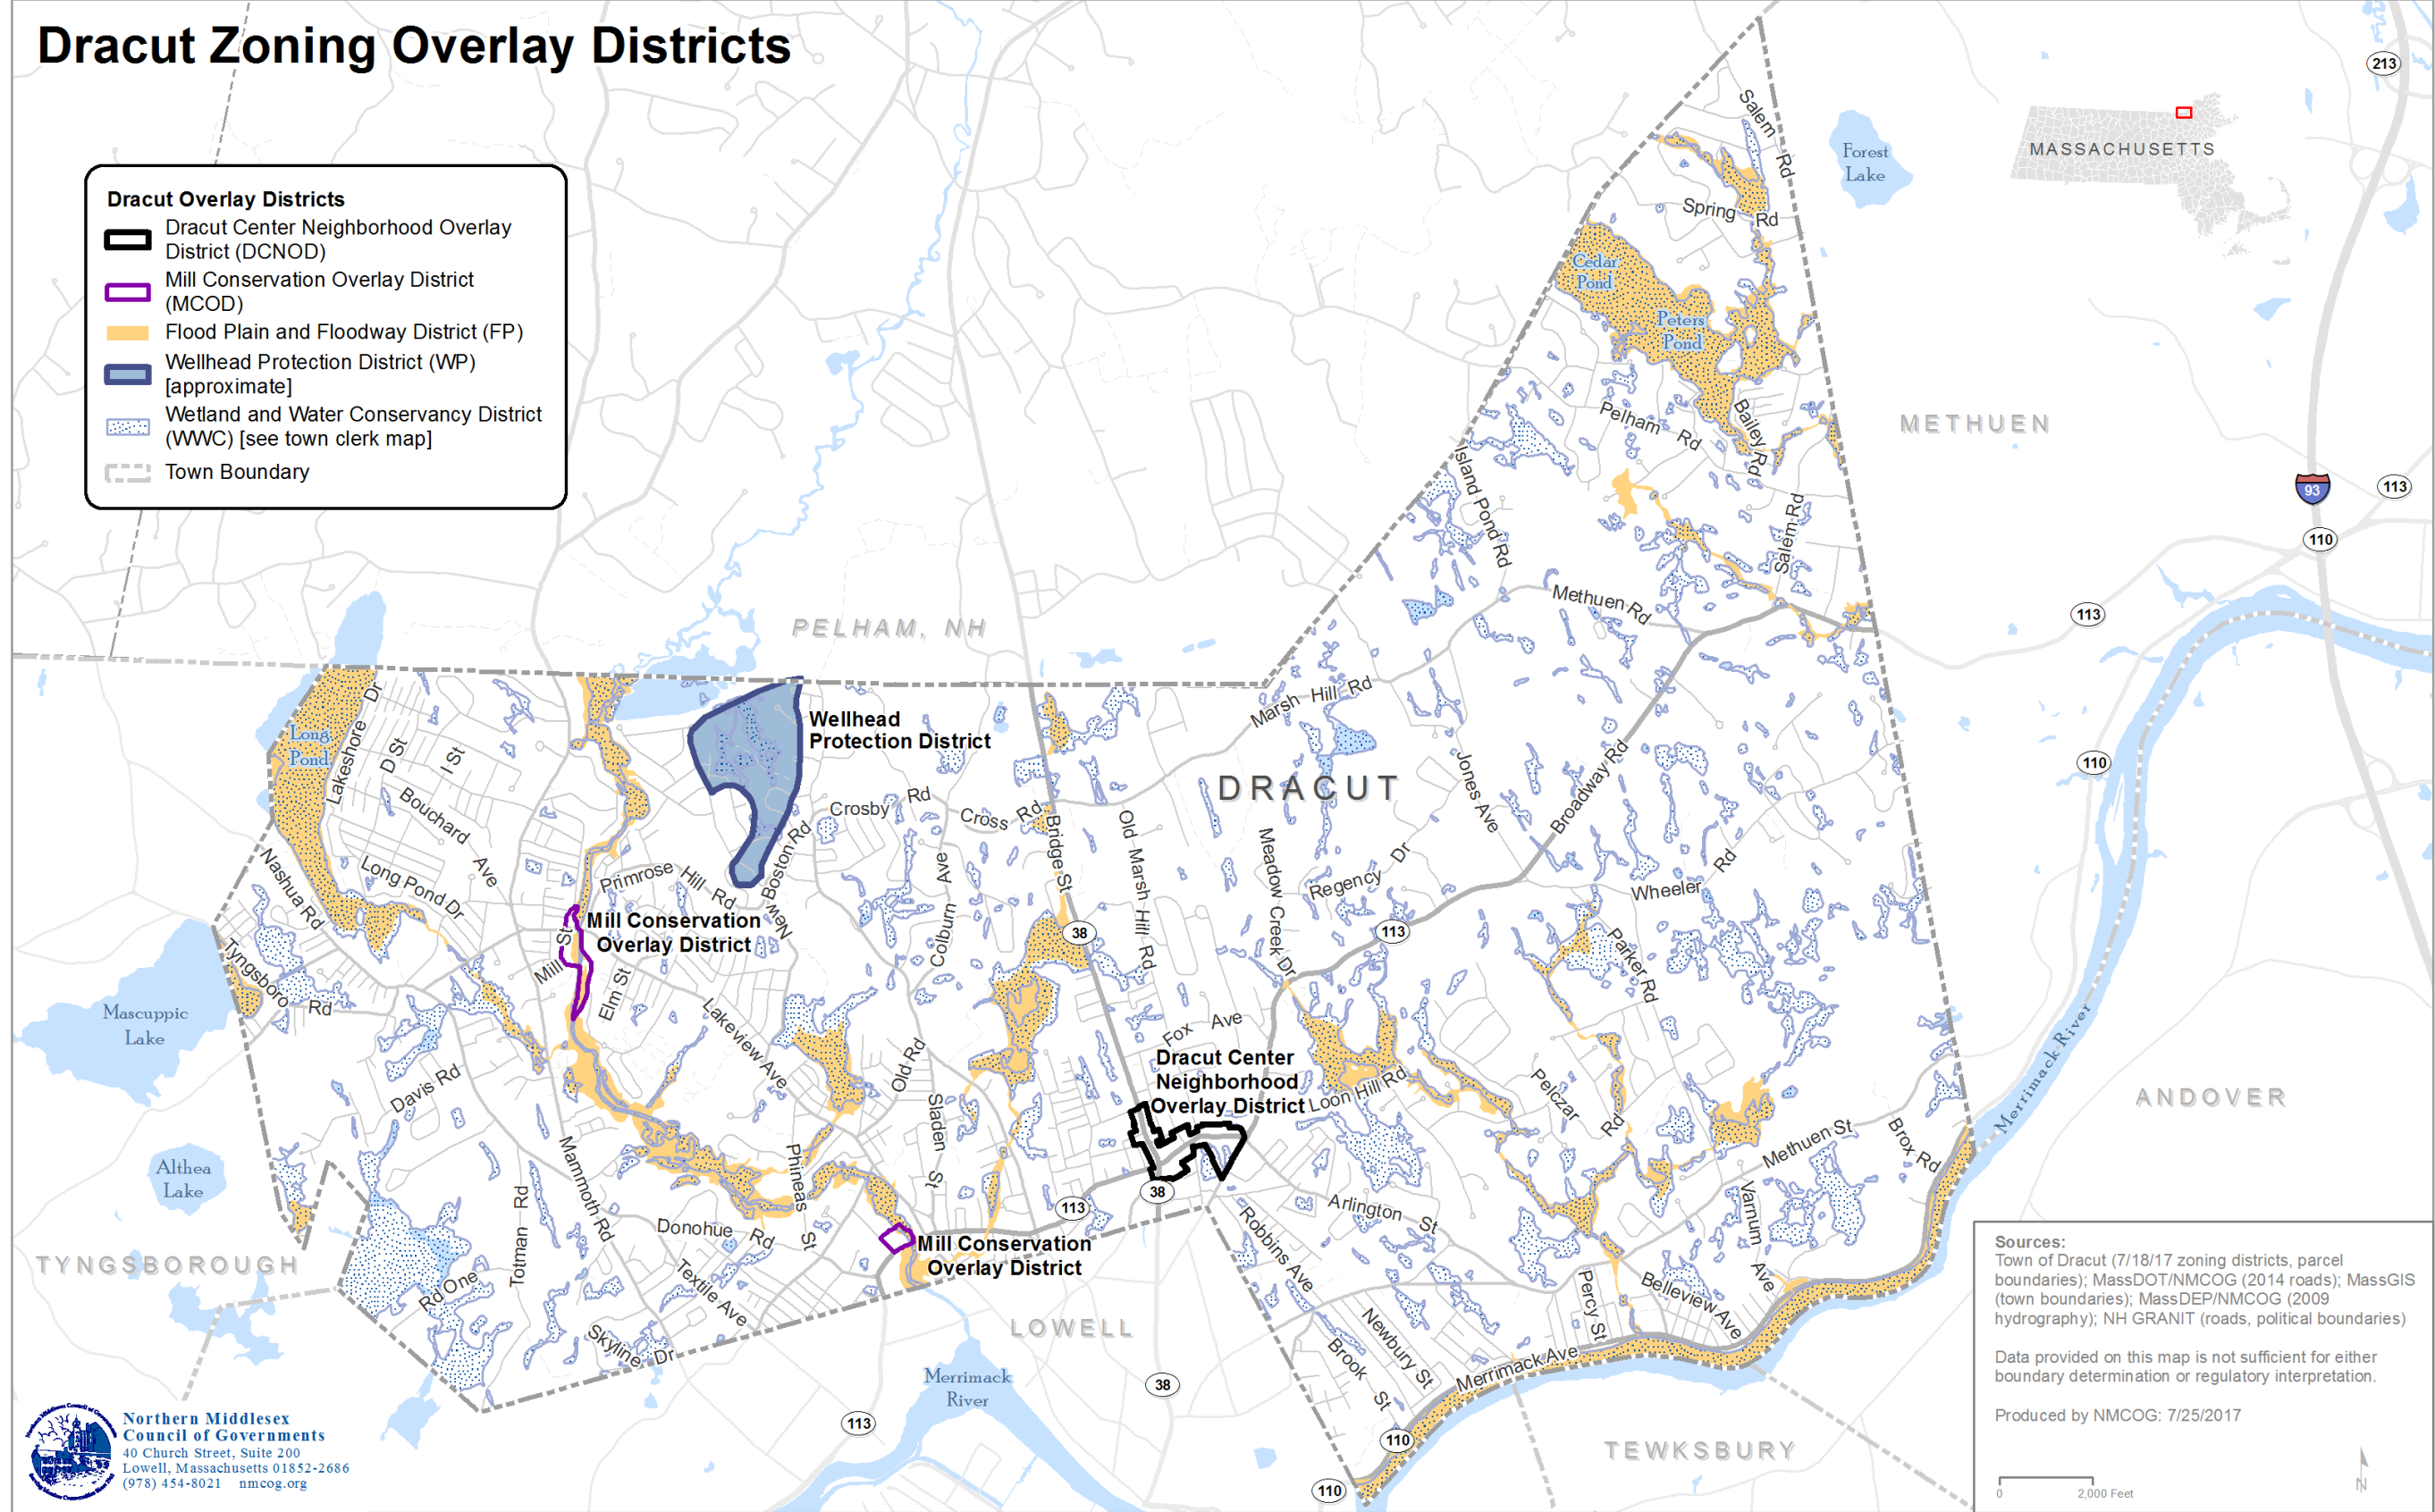 Dracut Zoning Overlay Districts
Dracut Overlay Districts
Dracut Center Neighborhood Overlay
District (DCNOD)
Mill Conservation Overlay District
(MCOD)
Flood Plain and Floodway District (FP)
Wellhead Protection District (WP)
[approximate]
Wetland and Water Conservancy District
(WWC) [see town clerk map]
Town Boundary
213
MASSACHUSETTS
Forest
Lake
Salem Rd
Spring Rd
Cedar
Pond
Peters
Pond
Pelham Rd
Bailey Rd
METHUEN
93
113
110
Island Pond Rd
Salem Rd
Methuen Rd
113
PELHAM, NH
110
Long
Pond
Lakeshore Dr
D St
I St
Bouchard Ave
Long Pond Dr
Nashua Rd
Tyngsboro Rd
Wellhead
Protection District
Marsh Hill Rd
DRACUT
Crosby Rd
Cross Rd
Bridge St
Old Marsh Hill Rd
Jones Ave
Broadway Rd
Primrose Hill Rd
New Boston Rd
Colburn Ave
Meadow Creek Dr
Regency Dr
Wheeler Rd
Mill Conservation
Overlay District
Mill St
Elm St
38
113
Parker Rd
Mascuppic
Lake
Lakeview Ave
Old Rd
Fox Ave
Dracut Center
Neighborhood
Overlay District
Loon Hill Rd
Pelczar Rd
Merrimack River
ANDOVER
Davis Rd
Sladen St
Methuen St
Brox Rd
Althea
Lake
Mammoth Rd
Phineas St
Totman Rd
Donohue Rd
113
38
Arlington St
Varnum Ave
Robbins Ave
TYNGSBOROUGH
Rd One
Textile Ave
Mill Conservation
Overlay District
Percy St
Belleview Ave
Skyline Dr
LOWELL
Newbury St
Brook St
Merrimack Ave
Merrimack
River
38
113
110
110
TEWKSBURY
Northern Middlesex
Council of Governments
40 Church Street, Suite 200
Lowell, Massachusetts 01852-2686
(978) 454-8021 nmcog.org
Sources:
Town of Dracut (7/18/17 zoning districts, parcel
boundaries); MassDOT/NMCOG (2014 roads); MassGIS
(town boundaries); MassDEP/NMCOG (2009
hydrography); NH GRANIT (roads, political boundaries)
Data provided on this map is not sufficient for either
boundary determination or regulatory interpretation.
Produced by NMCOG: 7/25/2017
0 2,000 Feet
N